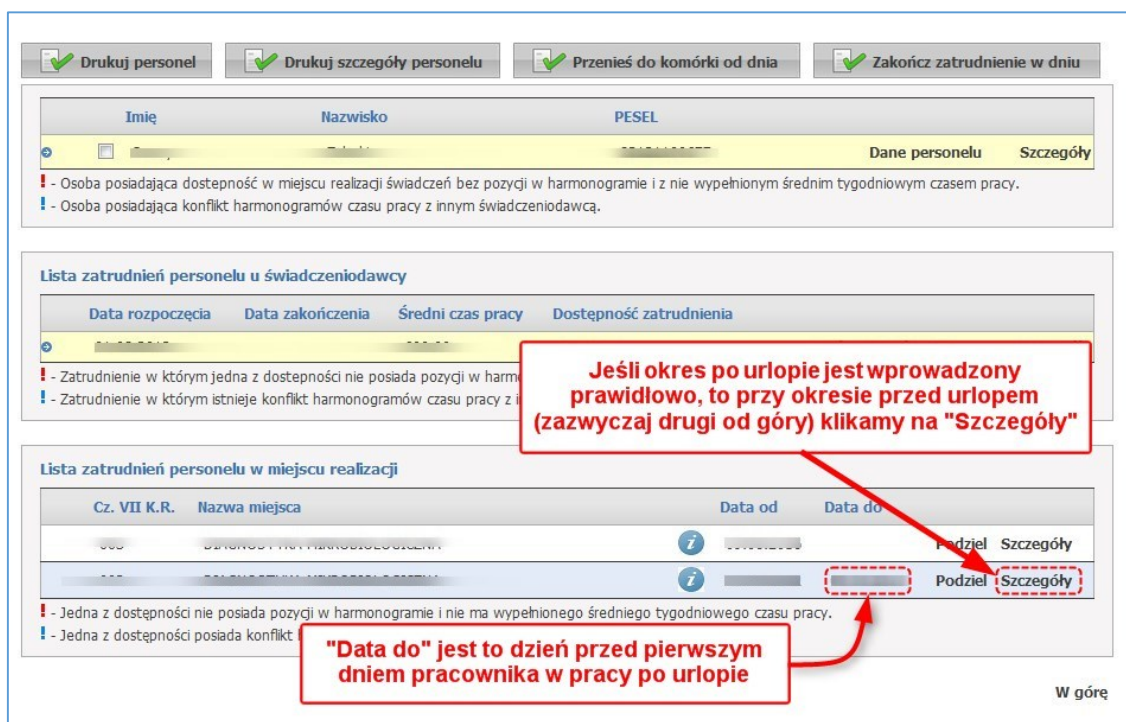 Drukuj personel Drukuj szczegóły personelu Przenieś do komórki od dnia Zakończ zatrudnienie w dniu
Imię Nazwisko PESEL
Dane personelu Szczegóły
! - Osoba posiadająca dostepność w miejscu realizacji świadczeń bez pozycji w harmonogramie i z nie wypełnionym średnim tygodniowym czasem pracy.
! - Osoba posiadająca konflikt harmonogramów czasu pracy z innym świadczeniodawcą.
Lista zatrudnień personelu u świadczeniodawcy
Data rozpoczęcia Data zakończenia Średni czas pracy Dostępność zatrudnienia
! - Zatrudnienie w którym jedna z dostepności nie posiada pozycji w
! - Zatrudnienie w którym istnieje konflikt harmonogramów czasu pracy z
Jeśli okres po urlopie jest wprowadzony
prawidłowo, to przy okresie przed urlopem
(zazwyczaj drugi od góry) klikamy na "Szczegóły"
Lista zatrudnień personelu w miejscu realizacji
Cz. VII K.R. Nazwa miejsca Data od Data do
Podziel Szczegóły
Podziel Szczegóły
! - Jedna z dostępności nie posiada pozycji w harmonogramie i nie ma wypełnionego średniego tygodniowego czasu pracy.
! - Jedna z dostępności posiada konflikt
"Data do" jest to dzień przed pierwszym
dniem pracownika w pracy po urlopie
W górę